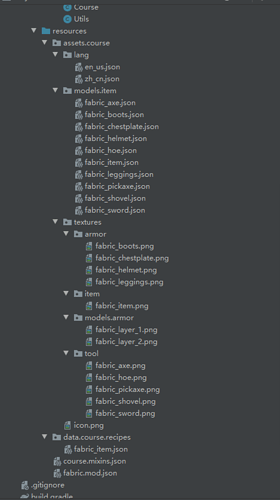 Course
Utils
resources
assets.course
lang
en_us.json
zh_cn.json
models.item
fabric_axe.json
fabric_boots.json
fabric_chestplate.json
fabric_helmet.json
fabric_hoe.json
fabric_item.json
fabric_leggings.json
fabric_pickaxe.json
fabric_shovel.json
fabric_sword.json
textures
armor
fabric_boots.png
fabric_chestplate.png
fabric_helmet.png
fabric_leggings.png
item
fabric_item.png
models.armor
fabric_layer_1.png
fabric_layer_2.png
tool
fabric_axe.png
fabric_hoe.png
fabric_pickaxe.png
fabric_shovel.png
fabric_sword.png
icon.png
data.course.recipes
fabric_item.json
course.mixins.json
fabric.mod.json
.gitignore
build.gradle